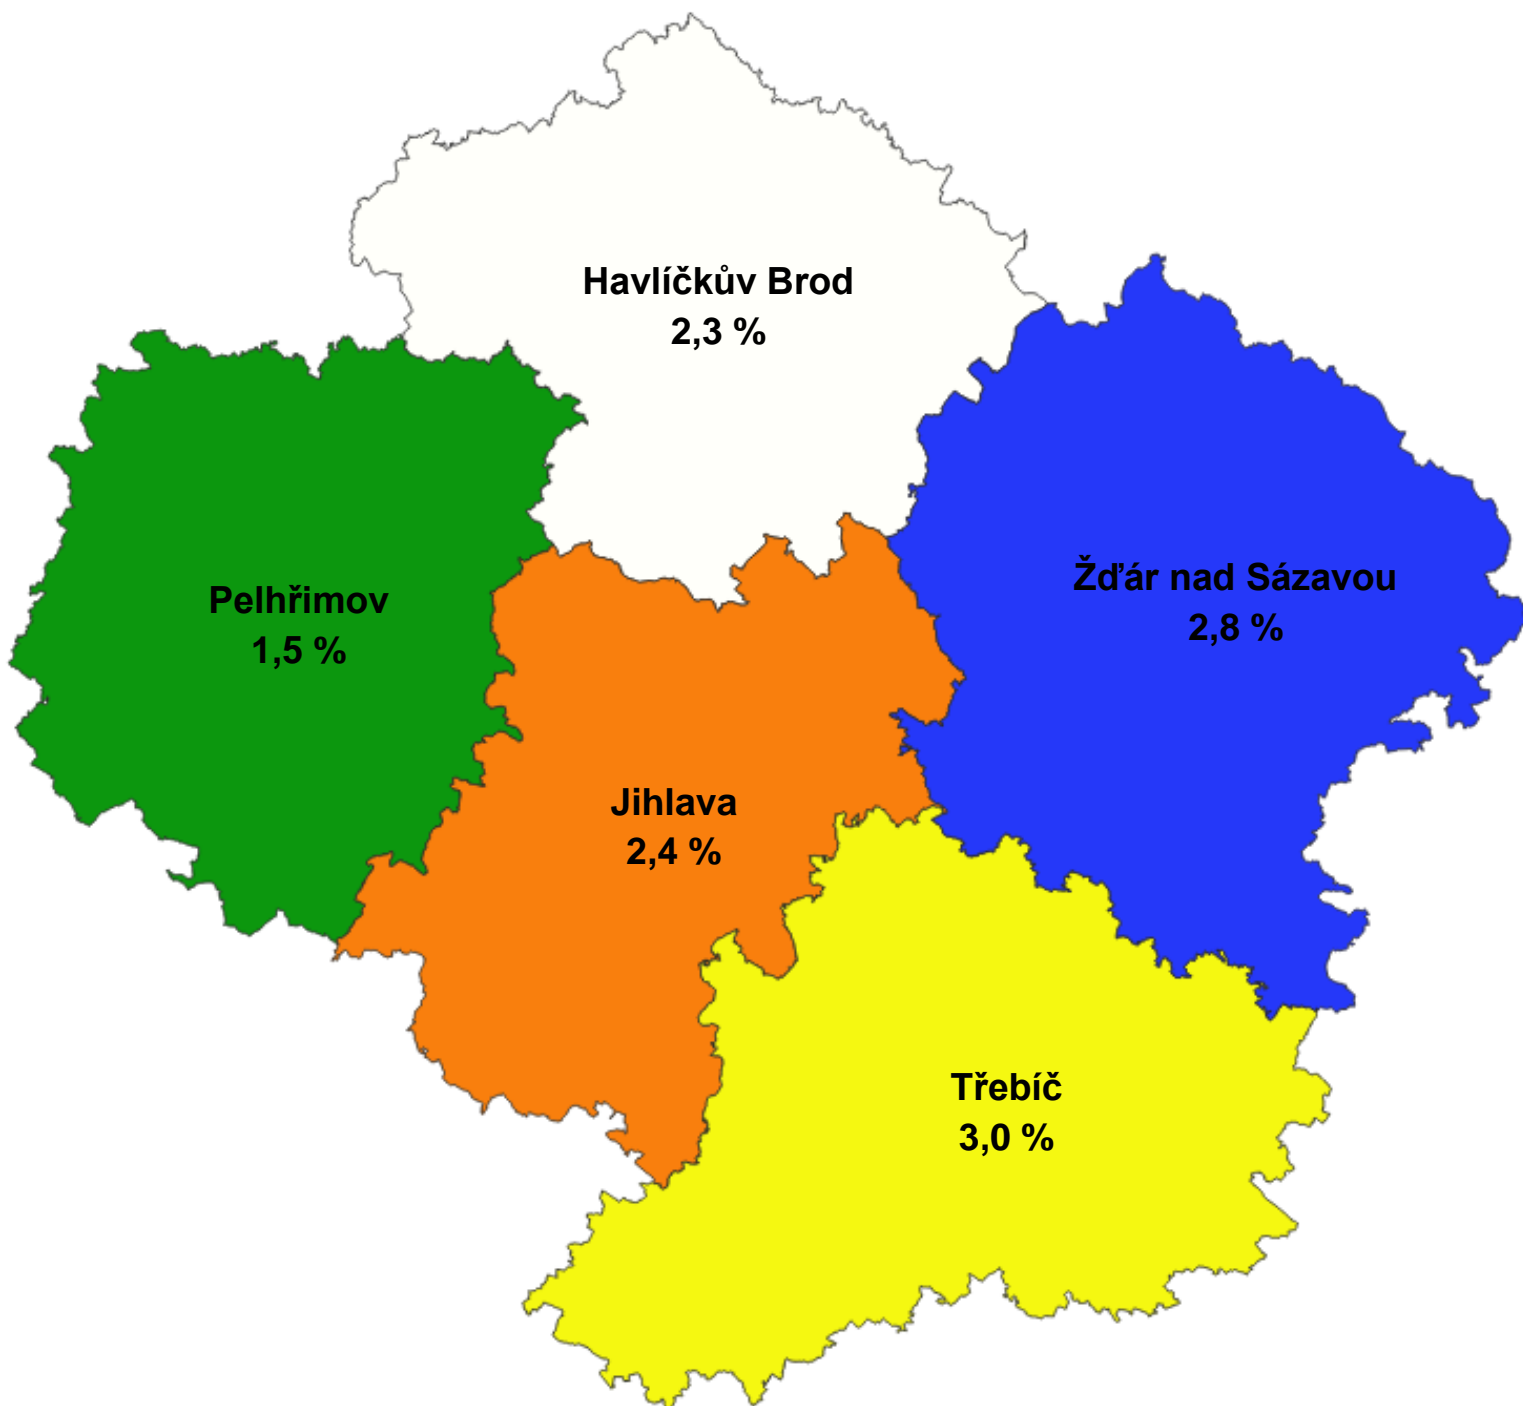 Havlíčkův Brod
2,3 %
Žďár nad Sázavou
2,8 %
Pelhřimov
1,5 %
Jihlava
2,4 %
Třebíč
3,0 %